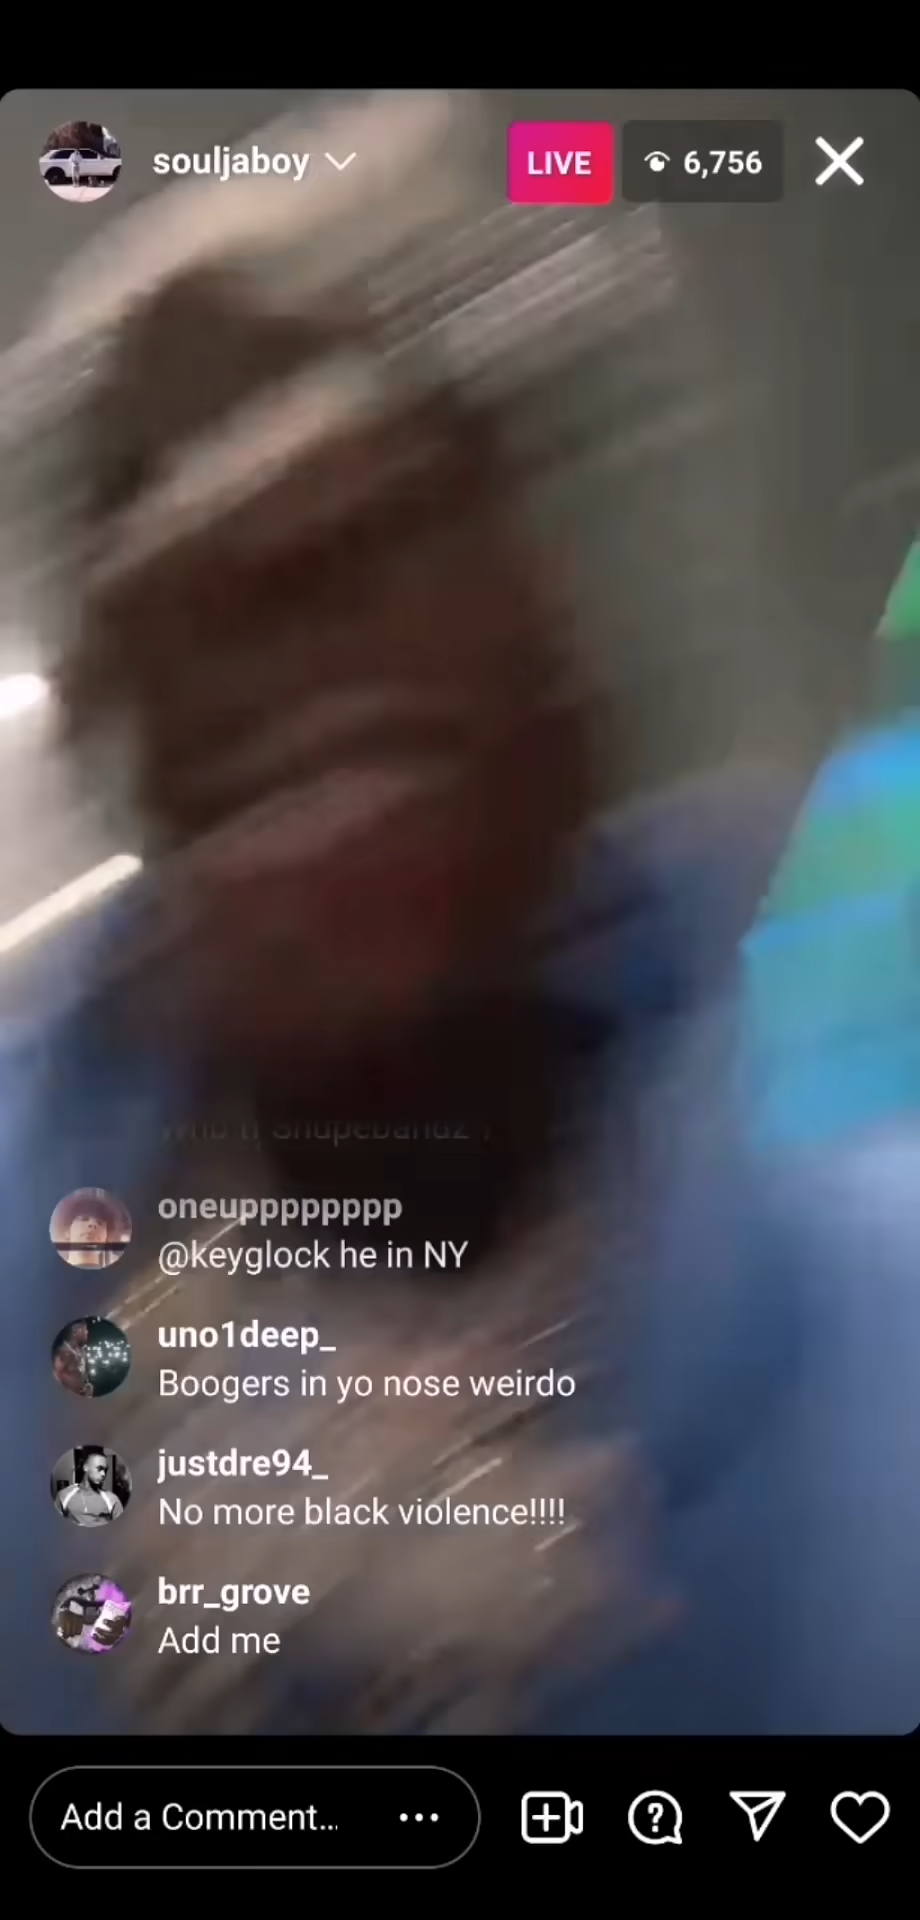 souljaboy
LIVE
6,756
oneupppppppp
@keyglock he in NY
uno1deep_
Boogers in yo nose weirdo
justdre94_
No more black violence!!!!
brr_grove
Add me
Add a Comment...